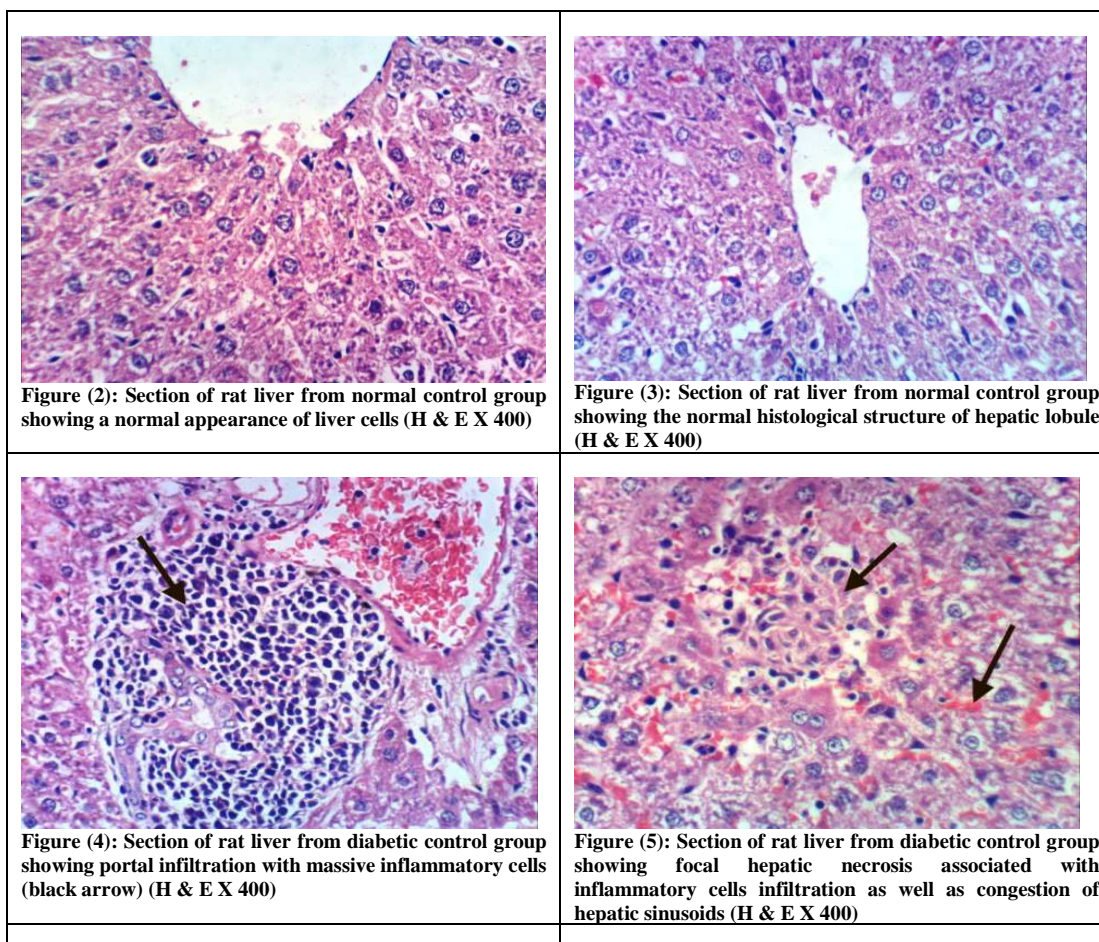 Figure (2): Section of rat liver from normal control group
showing a normal appearance of liver cells (H & E X 400)
Figure (3): Section of rat liver from normal control group
showing the normal histological structure of hepatic lobule
(H & E X 400)
Figure (4): Section of rat liver from diabetic control group
showing portal infiltration with massive inflammatory cells
(black arrow) (H & E X 400)
Figure (5): Section of rat liver from diabetic control group
showing focal hepatic necrosis associated with
inflammatory cells infiltration as well as congestion of
hepatic sinusoids (H & E X 400)